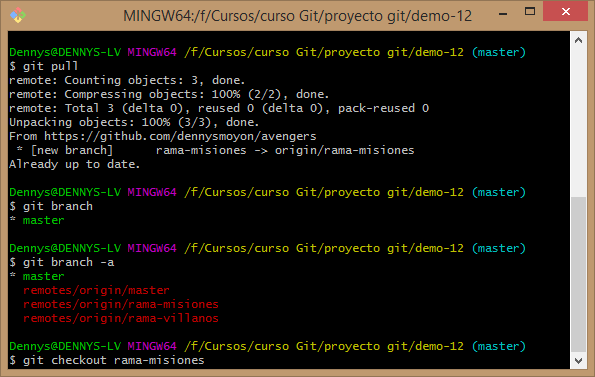 MINGW64:/f/Cursos/curso Git/proyecto git/demo-12
Dennys@DENNYS-LV MINGW64 /f/Cursos/curso Git/proyecto git/demo-12 (master)
$ git pull
remote: Counting objects: 3, done.
remote: Compressing objects: 100% (2/2), done.
remote: Total 3 (delta 0), reused 0 (delta 0), pack-reused 0
Unpacking objects: 100% (3/3), done.
From https://github.com/dennysmoyon/avengers
 * [new branch]      rama-misiones -> origin/rama-misiones
Already up to date.
Dennys@DENNYS-LV MINGW64 /f/Cursos/curso Git/proyecto git/demo-12 (master)
$ git branch
* master
Dennys@DENNYS-LV MINGW64 /f/Cursos/curso Git/proyecto git/demo-12 (master)
$ git branch -a
* master
  remotes/origin/master
  remotes/origin/rama-misiones
  remotes/origin/rama-villanos
Dennys@DENNYS-LV MINGW64 /f/Cursos/curso Git/proyecto git/demo-12 (master)
$ git checkout rama-misiones